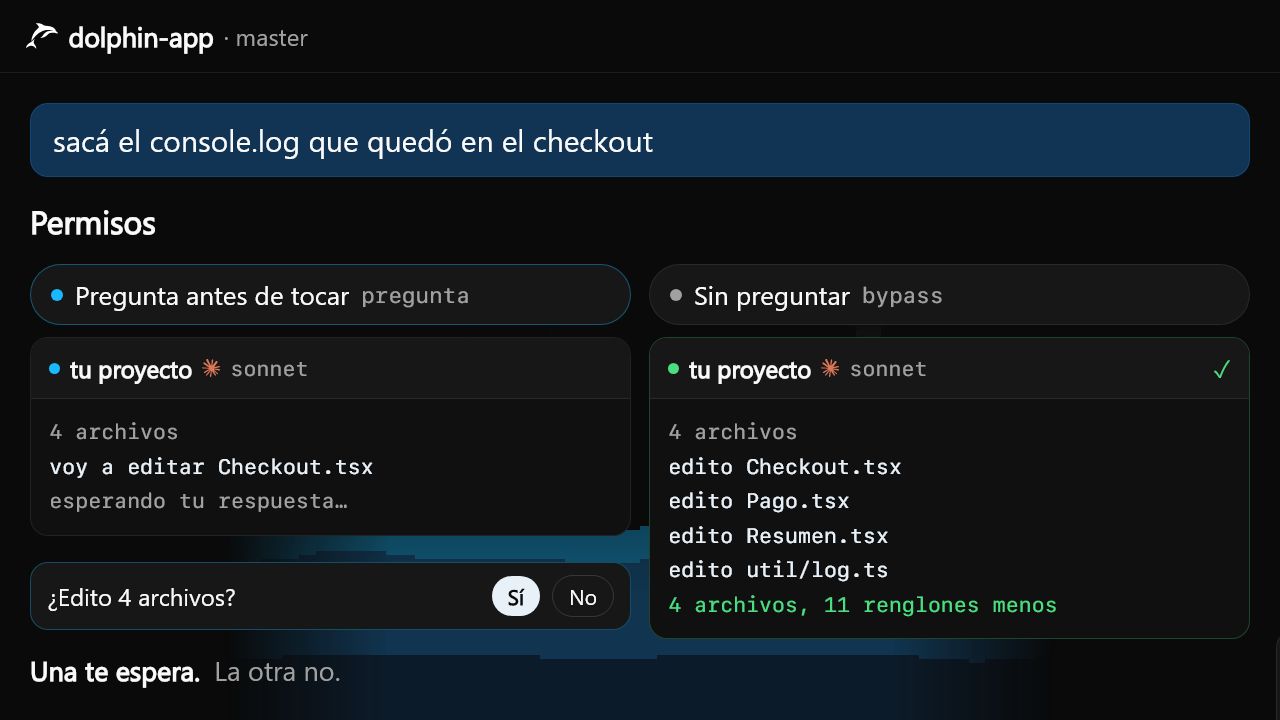 dolphin-app · master
sacá el console.log que quedó en el checkout
Permisos
Pregunta antes de tocar pregunta
tu proyecto sonnet
4 archivos
voy a editar Checkout.tsx
esperando tu respuesta…
¿Edito 4 archivos? Sí No
Sin preguntar bypass
tu proyecto sonnet ✓
4 archivos
edito Checkout.tsx
edito Pago.tsx
edito Resumen.tsx
edito util/log.ts
4 archivos, 11 renglones menos
Una te espera. La otra no.